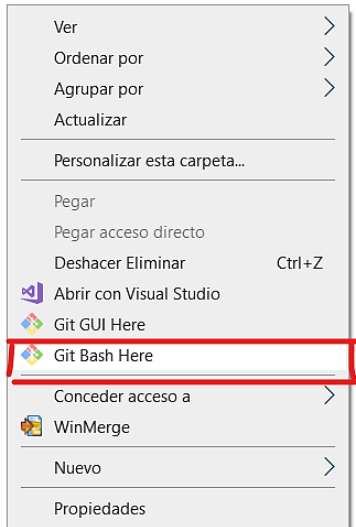 Ver
Ordenar por
Agrupar por
Actualizar
Personalizar esta carpeta...
Pegar
Pegar acceso directo
Deshacer Eliminar Ctrl+Z
Abrir con Visual Studio
Git GUI Here
Git Bash Here
Conceder acceso a
WinMerge
Nuevo
Propiedades